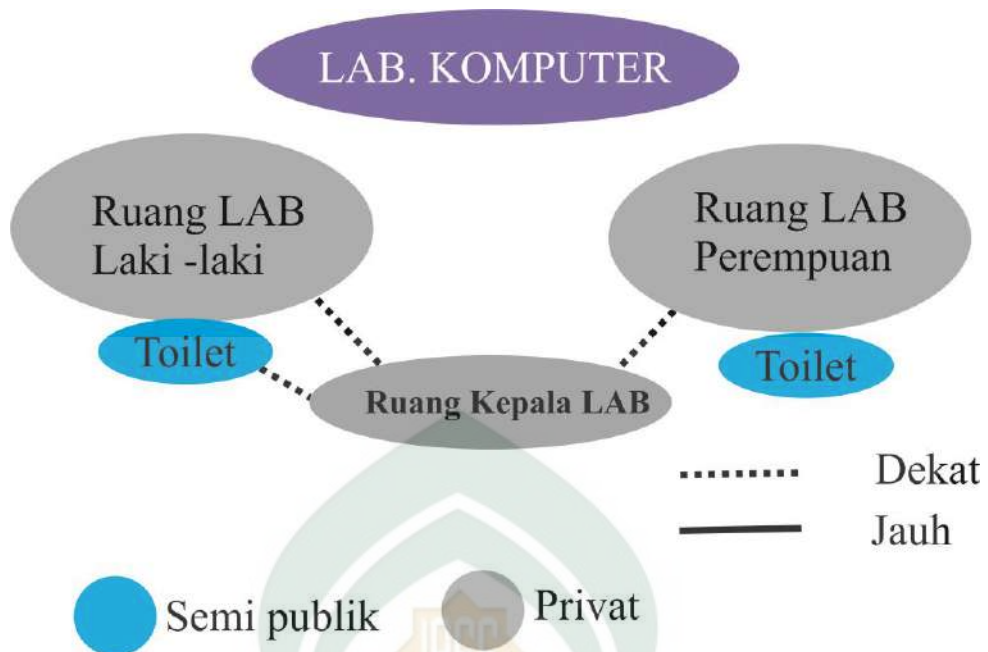 LAB. KOMPUTER
Ruang LAB
Laki -laki
Ruang LAB
Perempuan
Toilet
Toilet
Ruang Kepala LAB
Dekat
Jauh
Semi publik
Privat